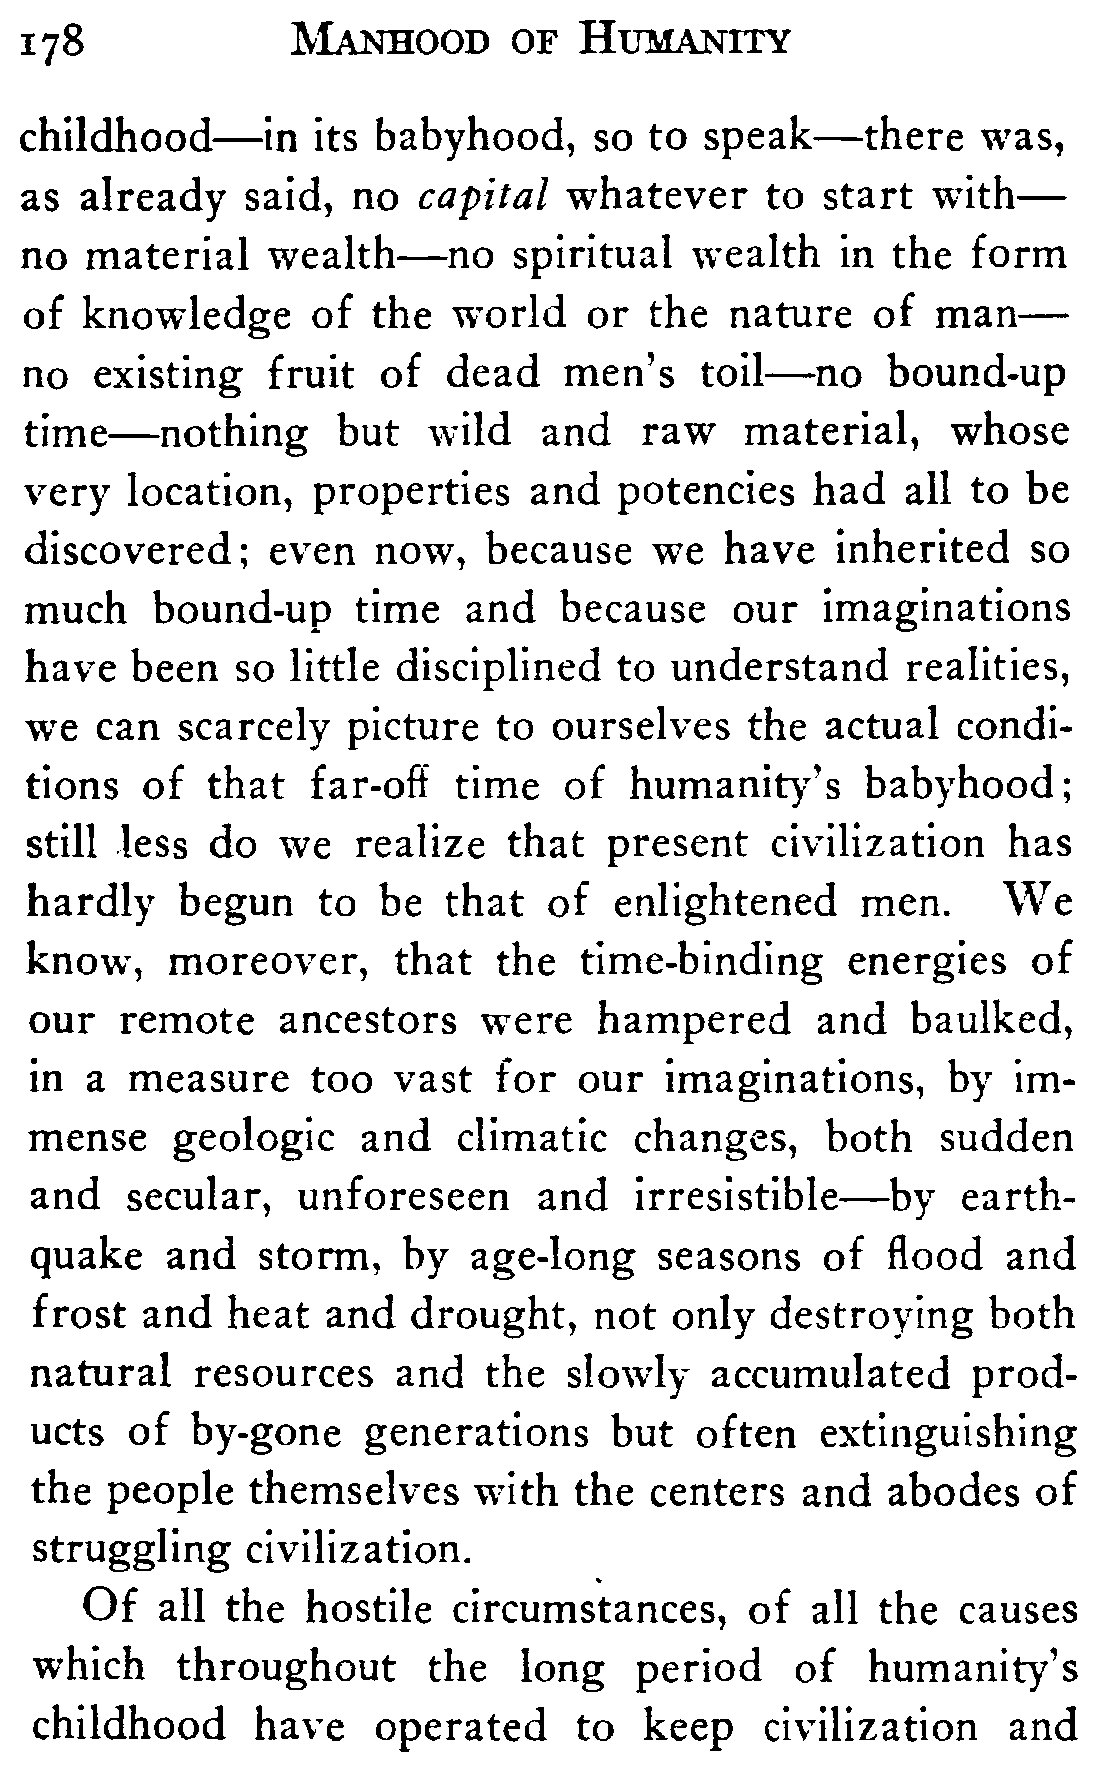 178 MANHOOD OF HUMANITY
childhood—in its babyhood, so to speak—there was,
as already said, no capital whatever to start with—
no material wealth—no spiritual wealth in the form
of knowledge of the world or the nature of man—
no existing fruit of dead men's toil—no bound-up
time—nothing but wild and raw material, whose
very location, properties and potencies had all to be
discovered; even now, because we have inherited so
much bound-up time and because our imaginations
have been so little disciplined to understand realities,
we can scarcely picture to ourselves the actual condi-
tions of that far-off time of humanity's babyhood;
still less do we realize that present civilization has
hardly begun to be that of enlightened men. We
know, moreover, that the time-binding energies of
our remote ancestors were hampered and baulked,
in a measure too vast for our imaginations, by im-
mense geologic and climatic changes, both sudden
and secular, unforeseen and irresistible—by earth-
quake and storm, by age-long seasons of flood and
frost and heat and drought, not only destroying both
natural resources and the slowly accumulated prod-
ucts of by-gone generations but often extinguishing
the people themselves with the centers and abodes of
struggling civilization.
Of all the hostile circumstances, of all the causes
which throughout the long period of humanity's
childhood have operated to keep civilization and